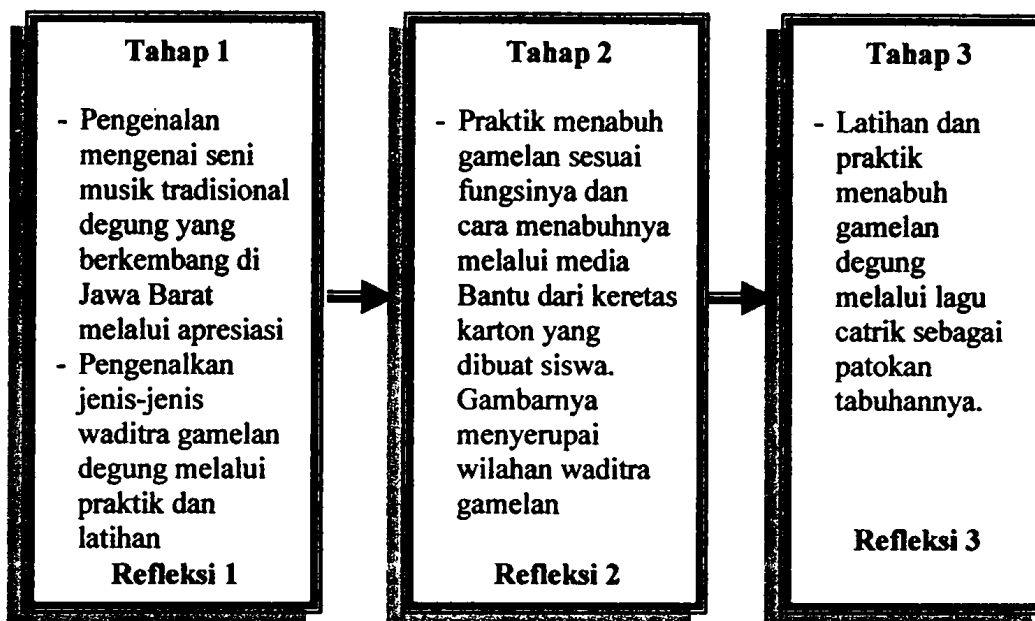 Tahap 1
- Pengenalan
mengenai seni
musik tradisional
degung yang
berkembang di
Jawa Barat
melalui apresiasi
- Pengenalkan
jenis-jenis
waditra gamelan
degung melalui
praktik dan
latihan
Refleksi 1
Tahap 2
- Praktik menabuh
gamelan sesuai
fungsinya dan
cara menabuhnya
melalui media
Bantu dari keretas
karton yang
dibuat siswa.
Gambarnya
menyerupai
wilahan waditra
gamelan
Refleksi 2
Tahap 3
- Latihan dan
praktik
menabuh
gamelan
degung
melalui lagu
catrik sebagai
patokan
tabuhannya.
Refleksi 3